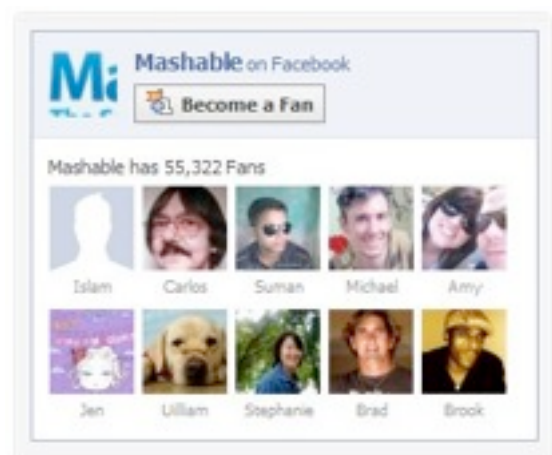 Ma
Mashable on Facebook
Become a Fan
Mashable has 55,322 Fans
Islam Carlos Suman Michael Amy
Jen Uilliam Stephanie Brad Brook